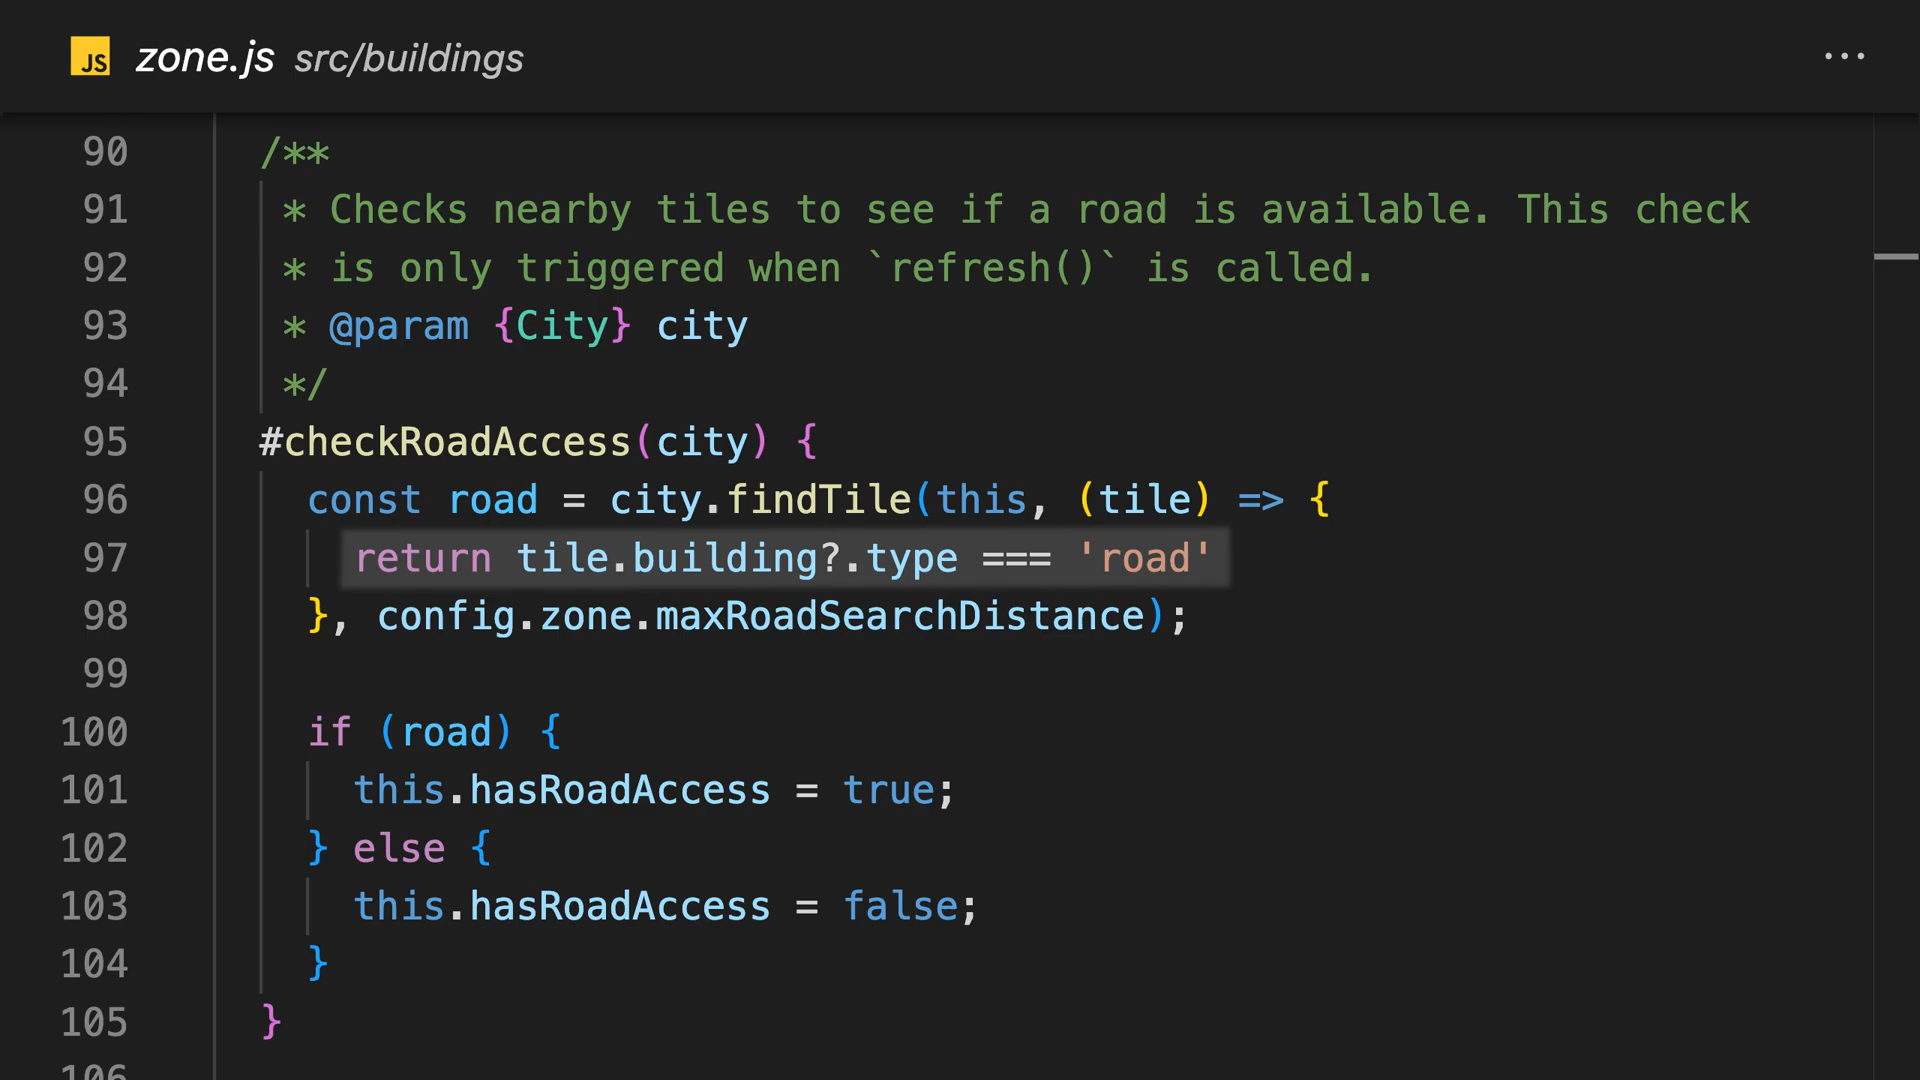 JS zone.js src/buildings ...
90 /**
91 * Checks nearby tiles to see if a road is available. This check
92 * is only triggered when `refresh()` is called.
93 * @param {City} city
94 */
95 #checkRoadAccess(city) {
96 const road = city.findTile(this, (tile) => {
97 return tile.building?.type === 'road'
98 }, config.zone.maxRoadSearchDistance);
99
100 if (road) {
101 this.hasRoadAccess = true;
102 } else {
103 this.hasRoadAccess = false;
104 }
105 }
106